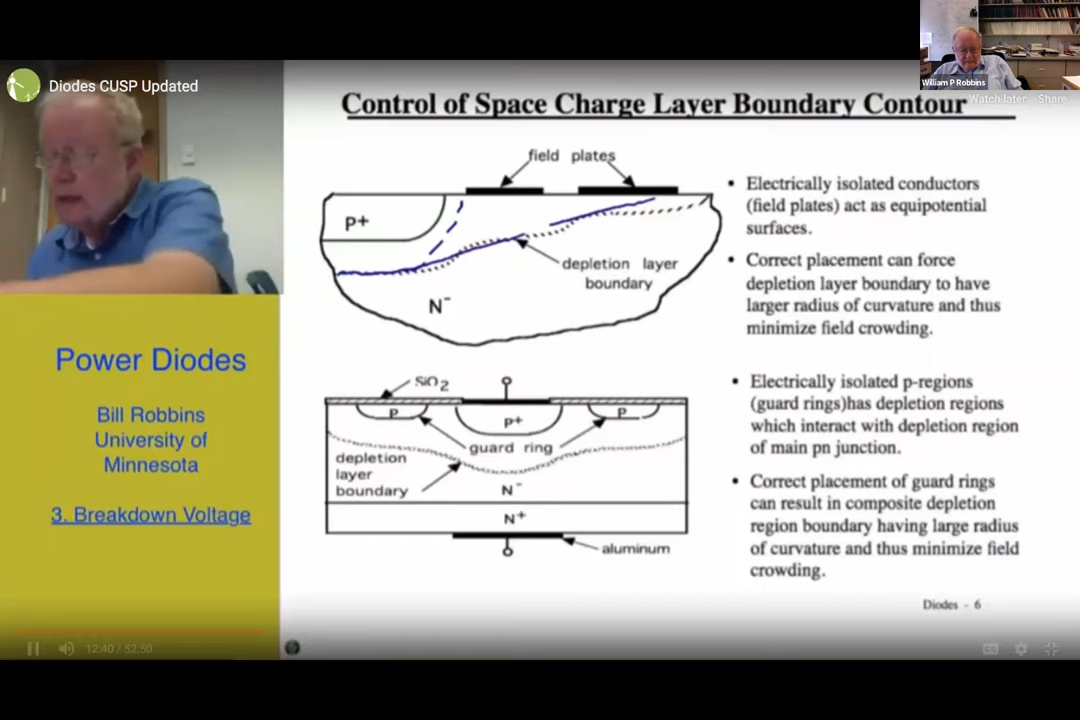 William P Robbins
Diodes CUSP Updated
Watch later Share
Control of Space Charge Layer Boundary Contour
field plates
P+
depletion layer
boundary
N-
• Electrically isolated conductors
(field plates) act as equipotential
surfaces.
• Correct placement can force
depletion layer boundary to have
larger radius of curvature and thus
minimize field crowding.
Power Diodes
Bill Robbins
University of
Minnesota
3. Breakdown Voltage
SiO2
P
P+
P
guard ring
depletion
layer
boundary
N-
N+
aluminum
• Electrically isolated p-regions
(guard rings)has depletion regions
which interact with depletion region
of main pn junction.
• Correct placement of guard rings
can result in composite depletion
region boundary having large radius
of curvature and thus minimize field
crowding.
Diodes - 6
12:40 / 52:50
CC